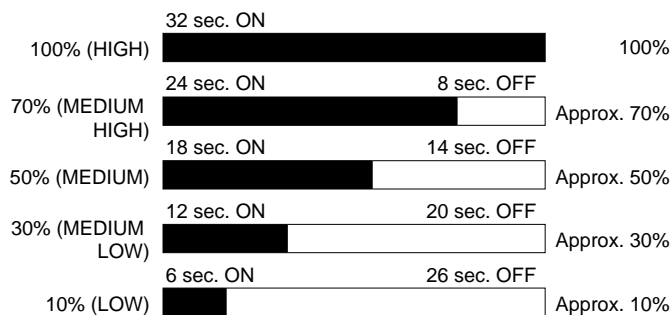 32 sec. ON
100% (HIGH)
100%
24 sec. ON 8 sec. OFF
70% (MEDIUM
HIGH)
Approx. 70%
18 sec. ON 14 sec. OFF
50% (MEDIUM)
Approx. 50%
12 sec. ON 20 sec. OFF
30% (MEDIUM
LOW)
Approx. 30%
6 sec. ON 26 sec. OFF
10% (LOW)
Approx. 10%